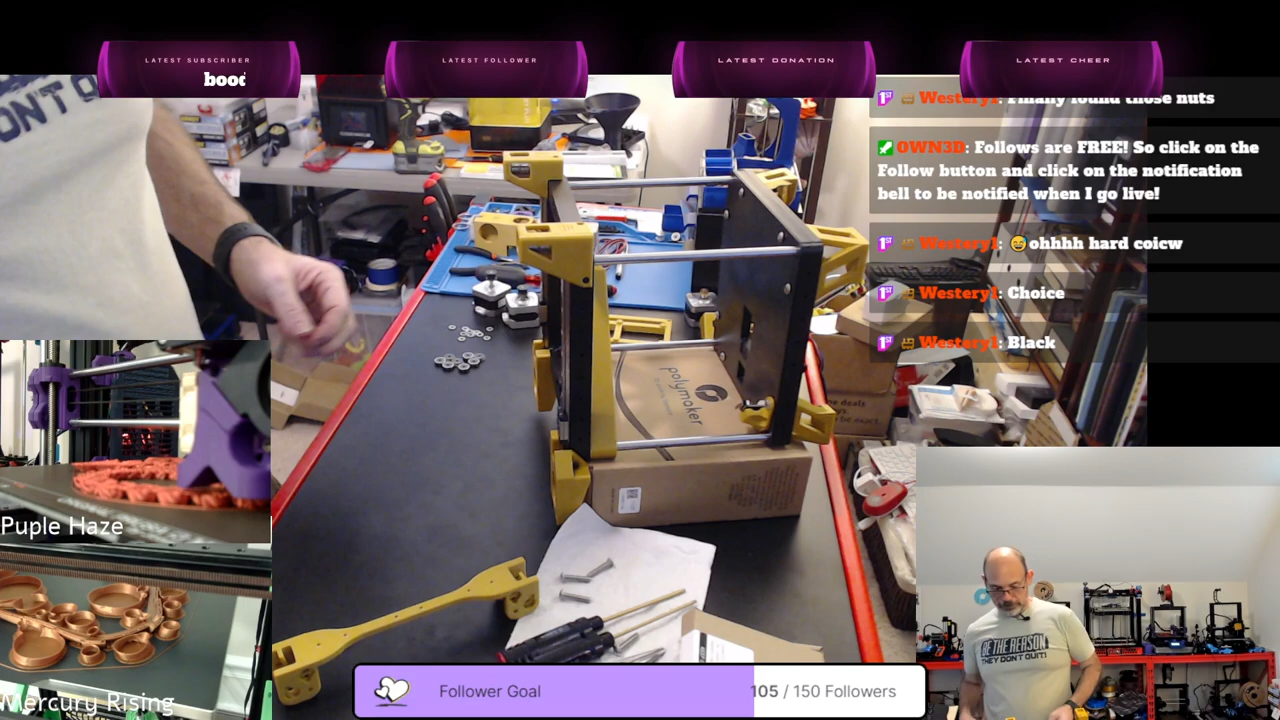 LATEST SUBSCRIBER
LATEST FOLLOWER
LATEST DONATION
LATEST CHEER
booc
Westery1: Finally found those nuts
OWN3D: Follows are FREE! So click on the
Follow button and click on the notification
bell to be notified when I go live!
Westery1: 😅ohhhh hard coicw
Westery1: Choice
Westery1: Black
ON'T Q
polymaker
Puple Haze
Mercury Rising
BE THE REASON
THEY DON'T QUIT!
Follower Goal
105 / 150 Followers